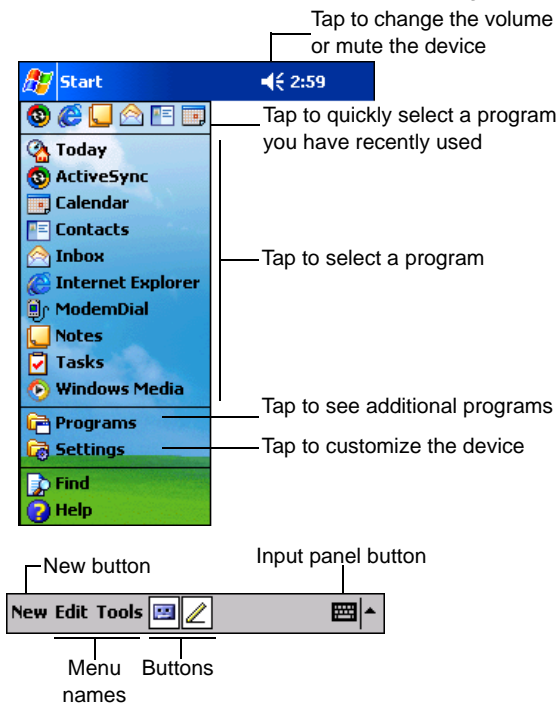 Tap to change the volume
or mute the device
Start 2:59
Tap to quickly select a program
you have recently used
Today
ActiveSync
Calendar
Contacts
Inbox
Tap to select a program
Internet Explorer
ModemDial
Notes
Tasks
Windows Media
Tap to see additional programs
Programs
Settings
Tap to customize the device
Find
Help
New button
Input panel button
New Edit Tools
Menu
names
Buttons